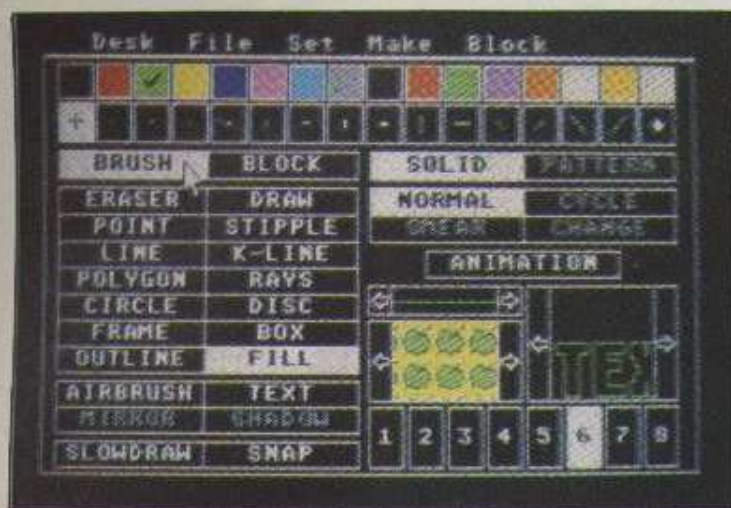 Desk File Set Make Block
BRUSH BLOCK
ERASER DRAW
POINT STIPPLE
LINE K-LINE
POLYGON RAYS
CIRCLE DISC
FRAME BOX
OUTLINE FILL
AIRBRUSH TEXT
MIRROR SHADOW
SLOWDRAW SNAP
SOLID PATTERN
NORMAL CYCLE
SMEAR CHANGE
ANIMATION
TEX
1 2 3 4 5 6 7 8